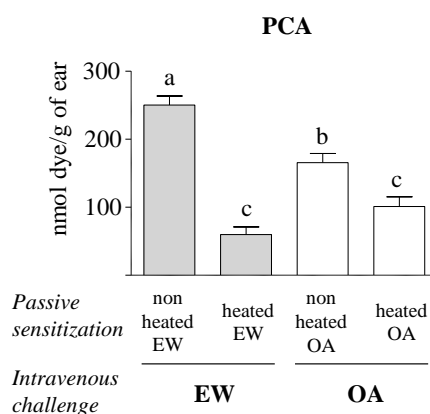 PCA
nmol dye/g of ear
300
200
100
a
c
b
c
Passive
sensitization
non
heated
EW
heated
EW
non
heated
OA
heated
OA
Intravenous
challenge
EW
OA